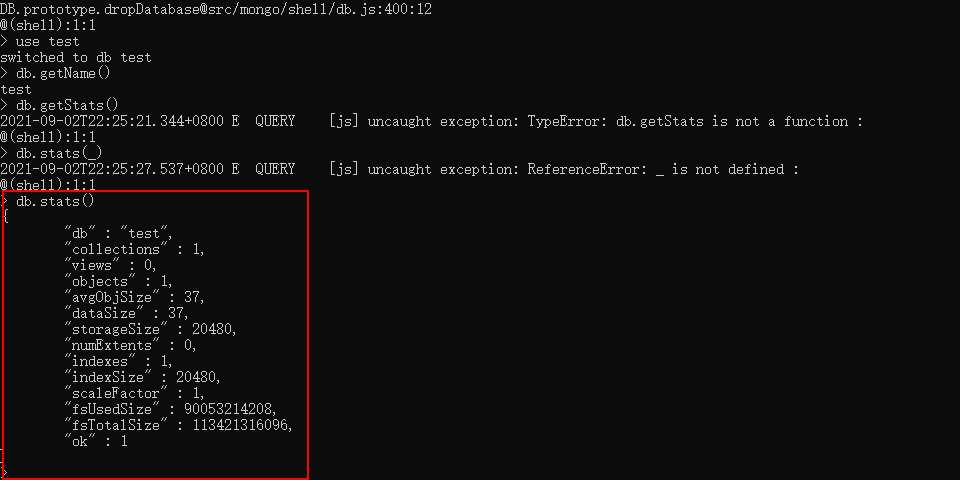 DB.prototype.dropDatabase@src/mongo/shell/db.js:400:12
@(shell):1:1
> use test
switched to db test
> db.getName()
test
> db.getStats()
2021-09-02T22:25:21.344+0800 E  QUERY    [js] uncaught exception: TypeError: db.getStats is not a function :
@(shell):1:1
> db.stats(_)
2021-09-02T22:25:27.537+0800 E  QUERY    [js] uncaught exception: ReferenceError: _ is not defined :
@(shell):1:1
> db.stats()
{
        "db" : "test",
        "collections" : 1,
        "views" : 0,
        "objects" : 1,
        "avgObjSize" : 37,
        "dataSize" : 37,
        "storageSize" : 20480,
        "numExtents" : 0,
        "indexes" : 1,
        "indexSize" : 20480,
        "scaleFactor" : 1,
        "fsUsedSize" : 90053214208,
        "fsTotalSize" : 113421316096,
        "ok" : 1
>